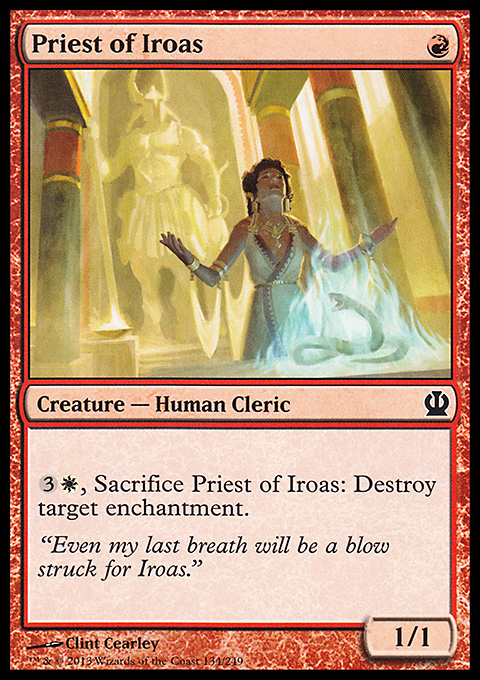 Priest of Iroas
Creature — Human Cleric
3, Sacrifice Priest of Iroas: Destroy
target enchantment.
“Even my last breath will be a blow
struck for Iroas.”
1/1
Clint Cearley
™ & © 2013 Wizards of the Coast 134/249